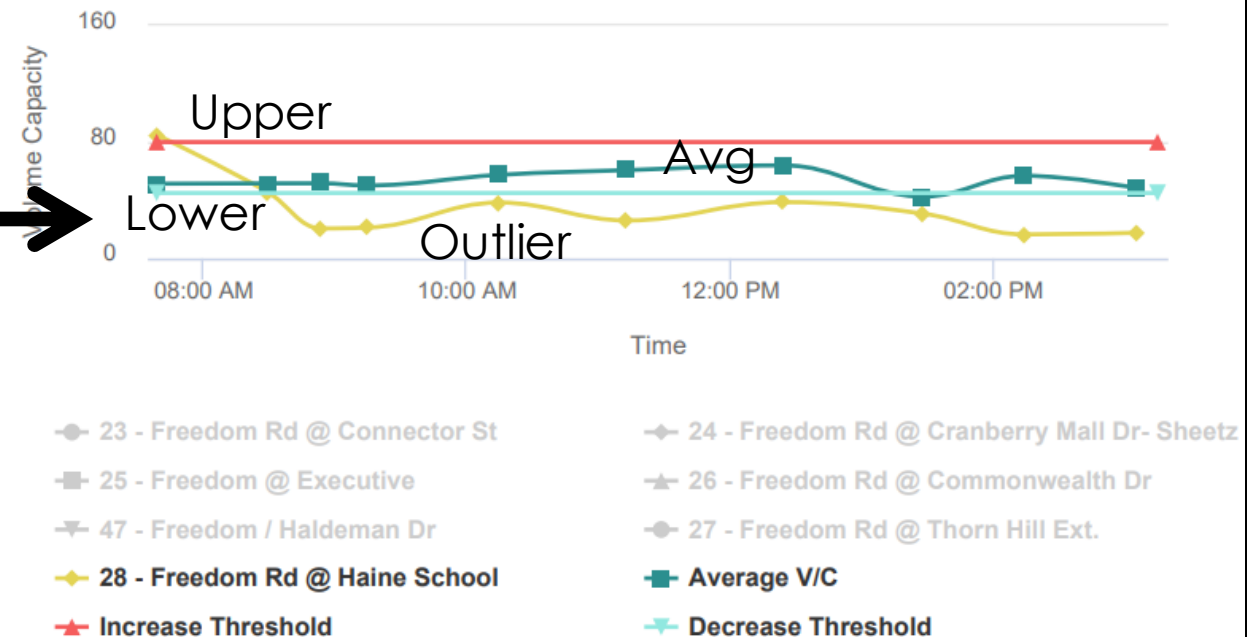 160
Upper
80
Avg
Lower
Outlier
0
Volume Capacity
08:00 AM 10:00 AM 12:00 PM 02:00 PM
Time
23 - Freedom Rd @ Connector St 24 - Freedom Rd @ Cranberry Mall Dr- Sheetz
25 - Freedom @ Executive 26 - Freedom Rd @ Commonwealth Dr
47 - Freedom / Haldeman Dr 27 - Freedom Rd @ Thorn Hill Ext.
28 - Freedom Rd @ Haine School Average V/C
Increase Threshold Decrease Threshold